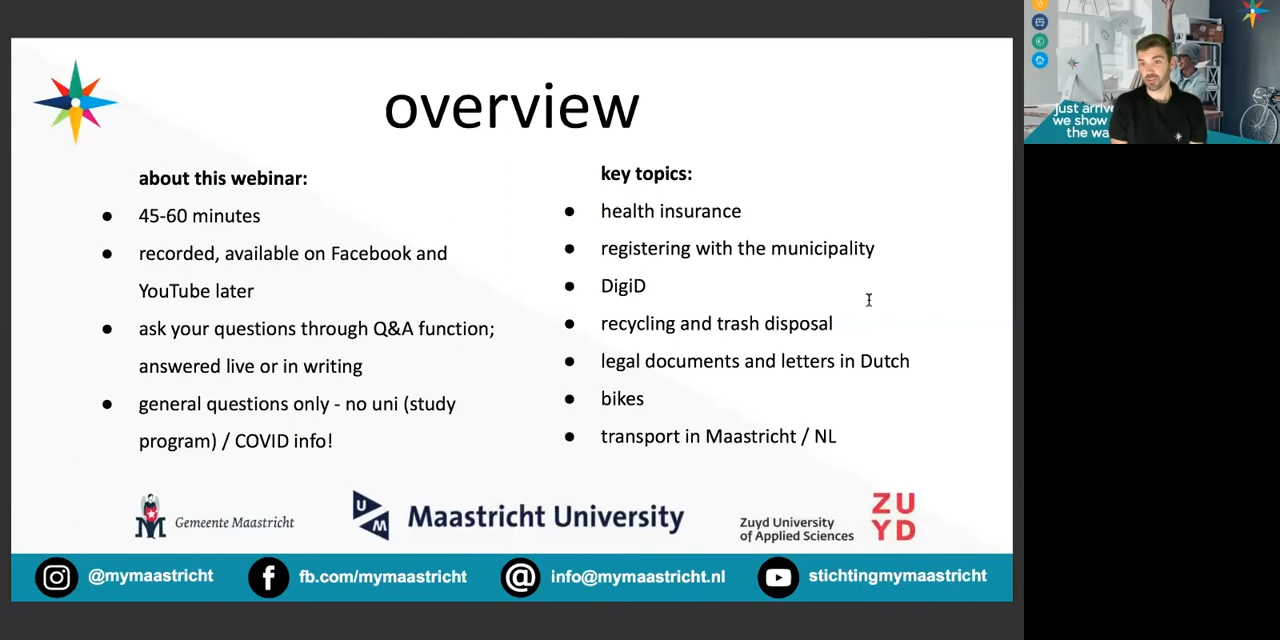 overview
about this webinar:
45-60 minutes
recorded, available on Facebook and
YouTube later
ask your questions through Q&A function;
answered live or in writing
general questions only - no uni (study
program) / COVID info!
key topics:
health insurance
registering with the municipality
DigiD
recycling and trash disposal
legal documents and letters in Dutch
bikes
transport in Maastricht / NL
Gemeente Maastricht
UM
Maastricht University
Zuyd University
of Applied Sciences
ZU
YD
@mymaastricht
fb.com/mymaastricht
info@mymaastricht.nl
stichtingmymaastricht
just arrive
we show
the wa